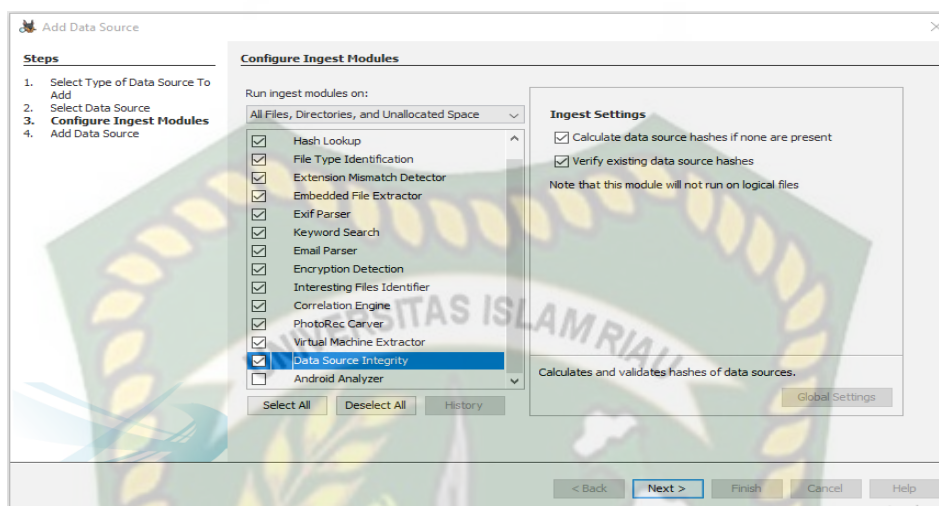 Add Data Source
Steps
1. Select Type of Data Source To
Add
2. Select Data Source
3. Configure Ingest Modules
4. Add Data Source
Configure Ingest Modules
Run ingest modules on:
All Files, Directories, and Unallocated Space
Hash Lookup
File Type Identification
Extension Mismatch Detector
Embedded File Extractor
Exif Parser
Keyword Search
Email Parser
Encryption Detection
Interesting Files Identifier
Correlation Engine
PhotoRec Carver
Virtual Machine Extractor
Data Source Integrity
Android Analyzer
Select All
Deselect All
History
Ingest Settings
Calculate data source hashes if none are present
Verify existing data source hashes
Note that this module will not run on logical files
Calculates and validates hashes of data sources.
Global Settings
< Back
Next >
Finish
Cancel
Help
UNIVERSITAS ISLAM RIAU